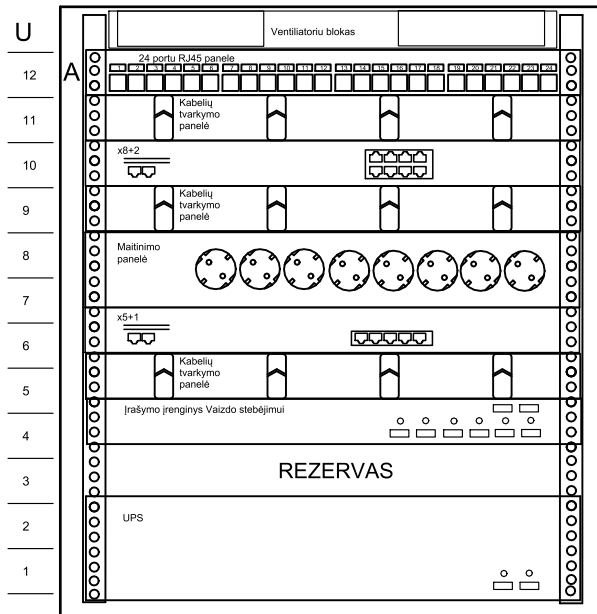 U
Ventiliatoriu blokas
12
A
24 portu RJ45 panele
1 2 3 4 5 6 7 8 9 10 11 12 13 14 15 16 17 18 19 20 21 22 23 24
11
Kabelių
tvarkymo
panelė
10
x8+2
9
Kabelių
tvarkymo
panelė
8
Maitinimo
panelė
7
x5+1
6
Kabelių
tvarkymo
panelė
5
Įrašymo įrenginys Vaizdo stebėjimui
4
REZERVAS
3
2
UPS
1